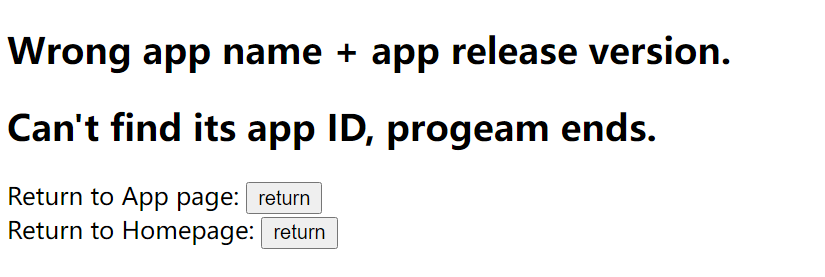 Wrong app name + app release version.
Can't find its app ID, progeam ends.
Return to App page: return
Return to Homepage: return